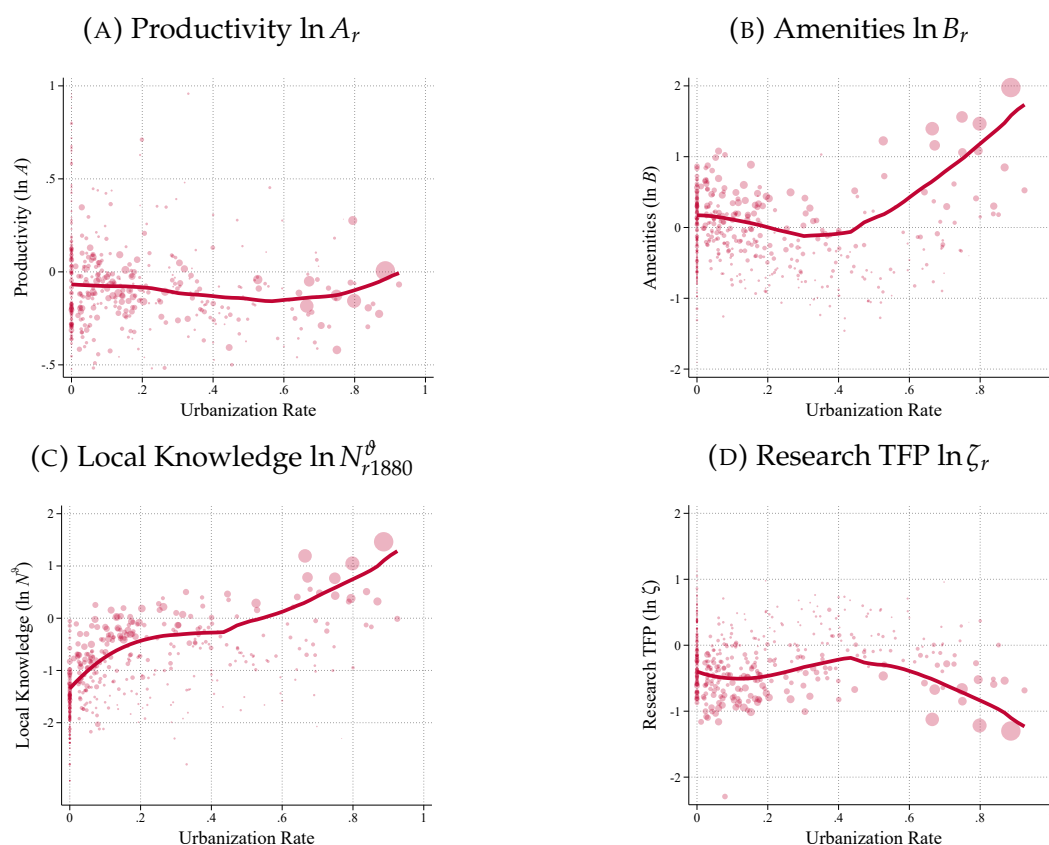 (A) Productivity ln A_r
(B) Amenities ln B_r
Productivity (ln A)
1
.5
0
-.5
0 .2 .4 .6 .8 1
Urbanization Rate
Amenities (ln B)
2
1
0
-1
-2
0 .2 .4 .6 .8
Urbanization Rate
(C) Local Knowledge ln N^ϑ_{r1880}
(D) Research TFP ln ζ_r
Local Knowledge (ln N^ϑ)
2
1
0
-1
-2
0 .2 .4 .6 .8 1
Urbanization Rate
Research TFP (ln ζ)
2
1
0
-1
-2
0 .2 .4 .6 .8
Urbanization Rate